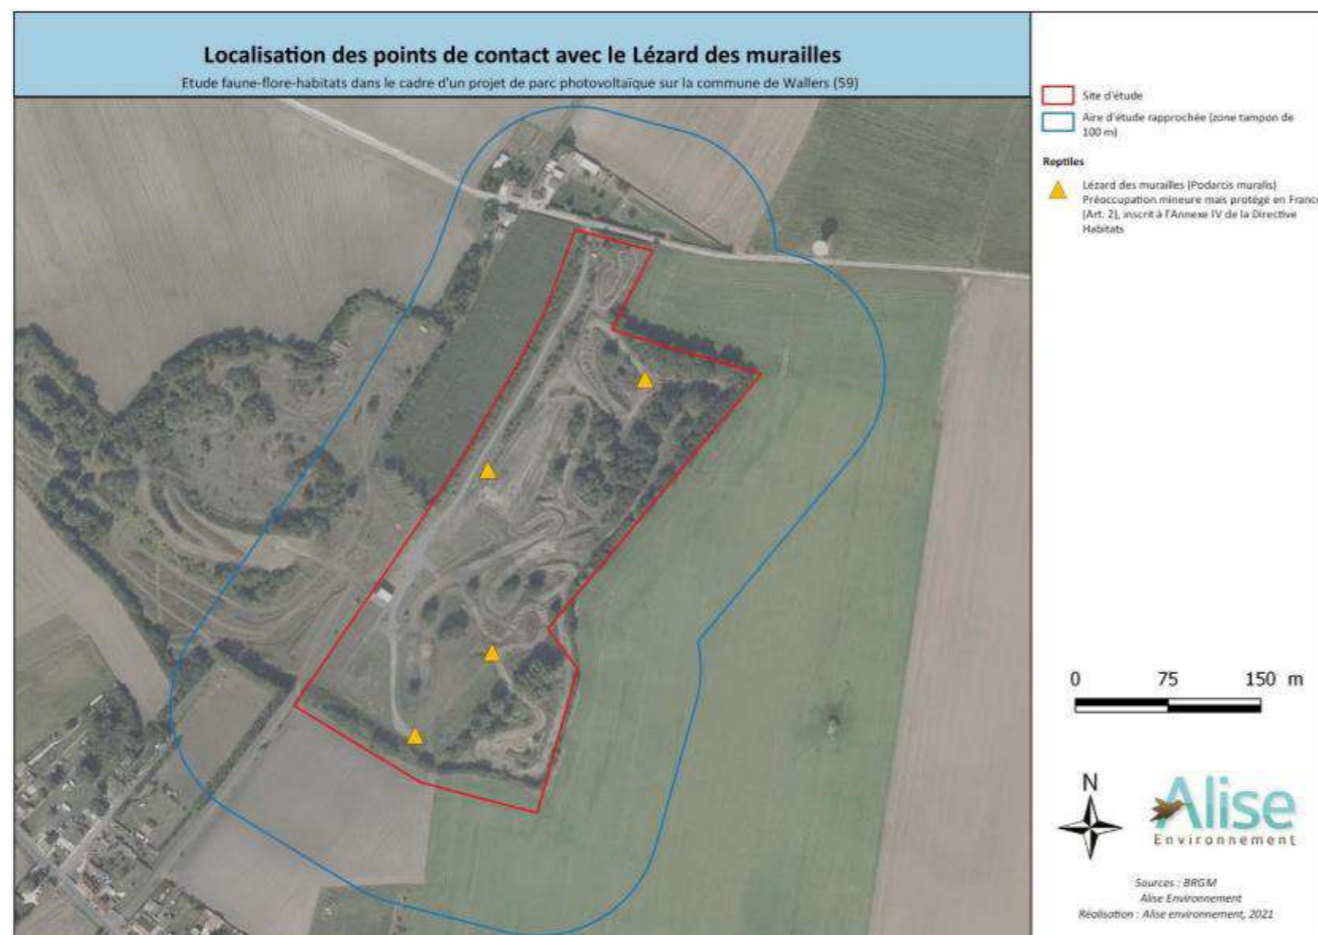 Localisation des points de contact avec le Lézard des murailles
Etude faune-flore-habitats dans le cadre d'un projet de parc photovoltaïque sur la commune de Wallers (59)
Site d'étude
Aire d'étude rapprochée (zone tampon de
100 m)
Reptiles
Lézard des murailles (Podarcis muralis)
Préoccupation mineure mais protégé en France
(Art. 2), inscrit à l'Annexe IV de la Directive
Habitats
0 75 150 m
N
Alise
Environnement
Sources : BRGM
Alise Environnement
Réalisation : Alise environnement, 2021